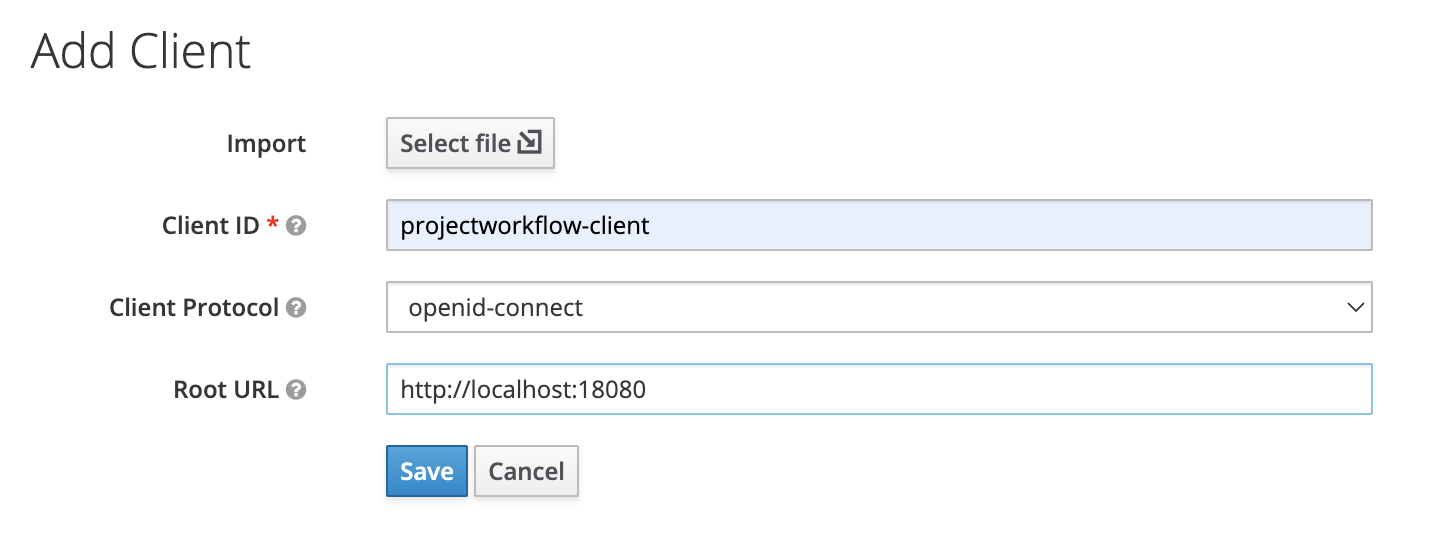 Add Client
Import Select file
Client ID * projectworkflow-client
Client Protocol openid-connect
Root URL http://localhost:18080
Save Cancel